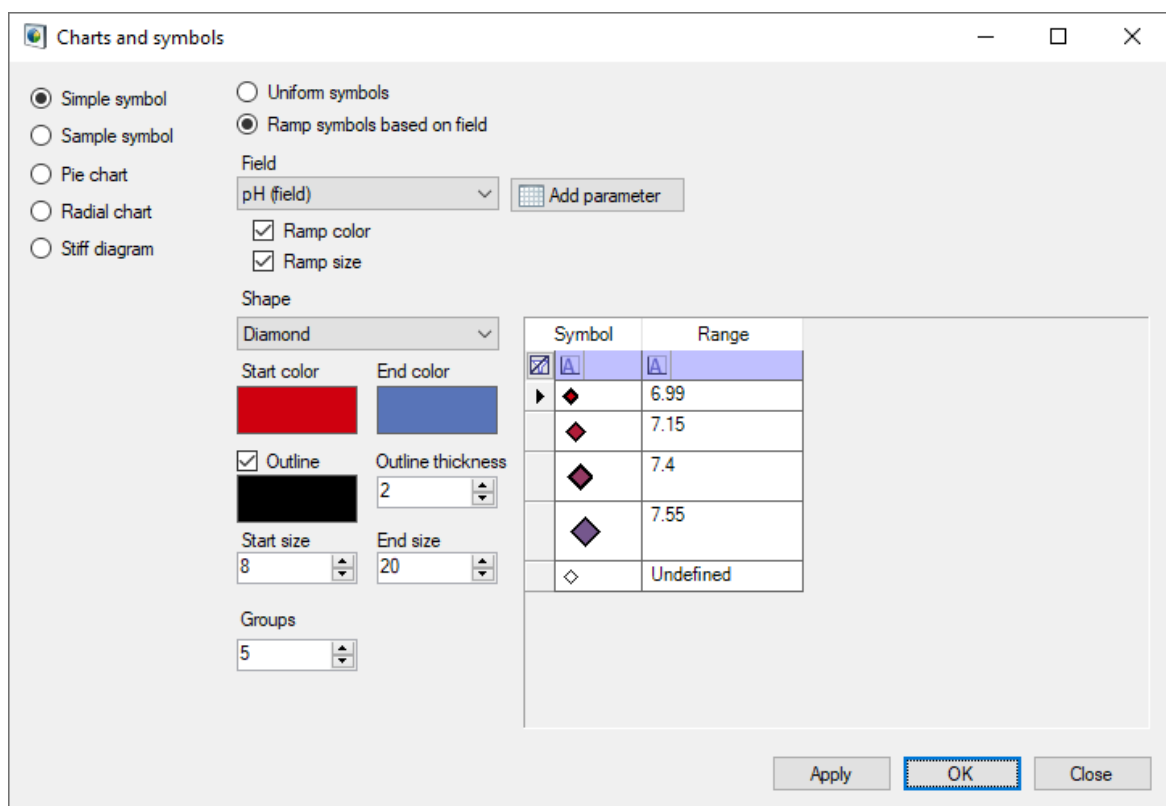 Charts and symbols
Simple symbol
Sample symbol
Pie chart
Radial chart
Stiff diagram
Uniform symbols
Ramp symbols based on field
Field
pH (field)
Add parameter
Ramp color
Ramp size
Shape
Diamond
Start color
End color
Outline
Outline thickness
2
Start size
End size
8
20
Groups
5
Symbol
Range
A
A
6.99
7.15
7.4
7.55
Undefined
Apply
OK
Close